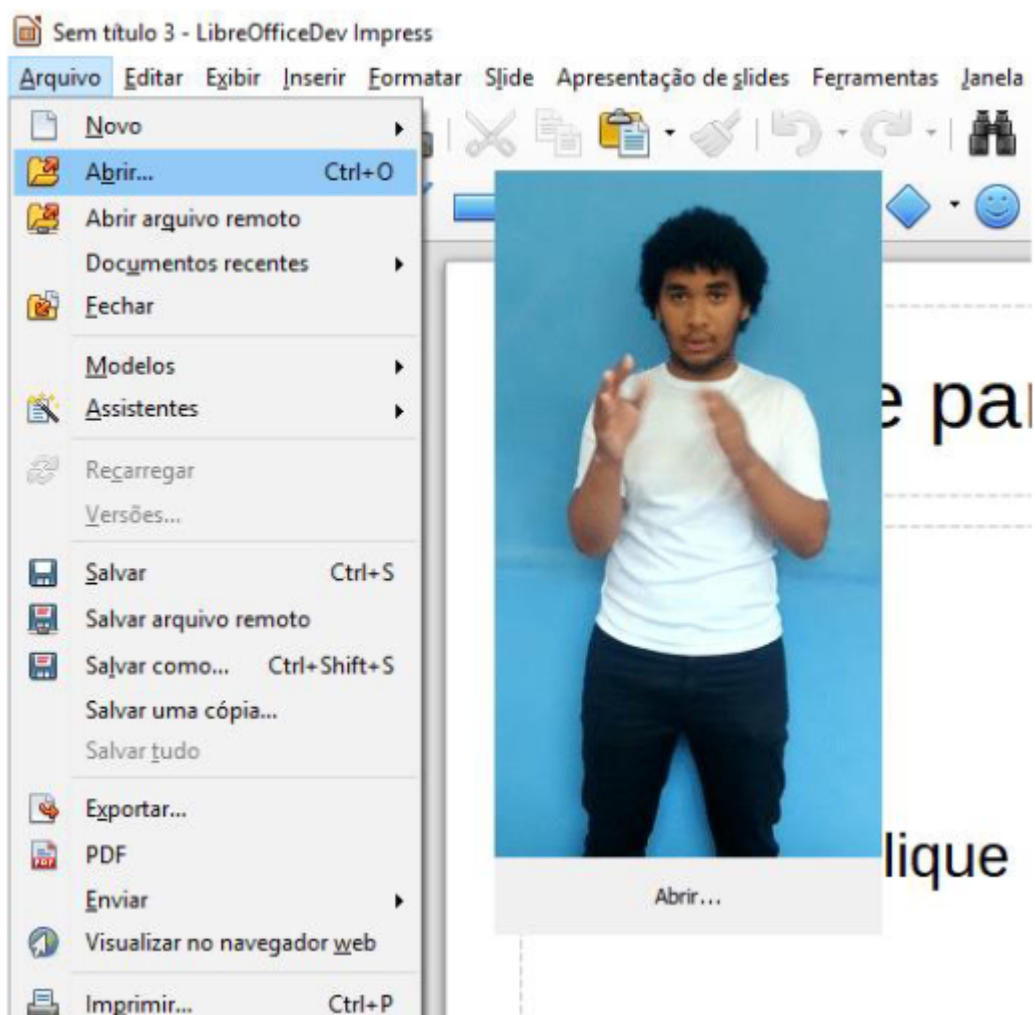 Sem título 3 - LibreOfficeDev Impress
Arquivo Editar Exibir Inserir Formatar Slide Apresentação de slides Ferramentas Janela
Novo
Abrir... Ctrl+O
Abrir arquivo remoto
Documentos recentes
Fechar
Modelos
Assistentes
Recarregar
Versões...
Salvar Ctrl+S
Salvar arquivo remoto
Salvar como... Ctrl+Shift+S
Salvar uma cópia...
Salvar tudo
Exportar...
PDF
Enviar
Visualizar no navegador web
Imprimir... Ctrl+P
Abrir...
lique